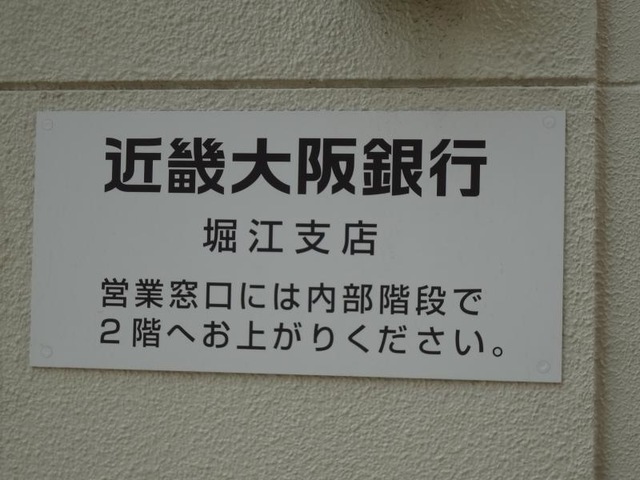 近畿大阪銀行
堀江支店
営業窓口には内部階段で
2階へお上がりください。